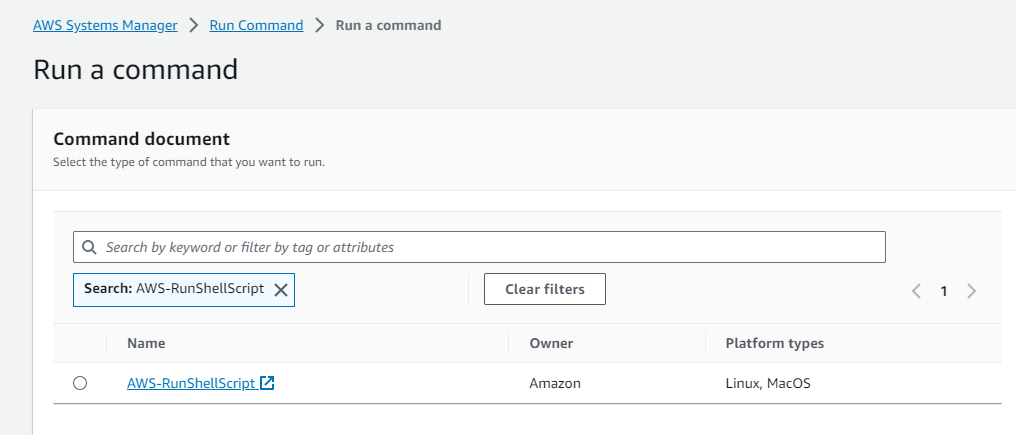 AWS Systems Manager > Run Command > Run a command
Run a command
Command document
Select the type of command that you want to run.
Search by keyword or filter by tag or attributes
Search: AWS-RunShellScript
Clear filters
1
Name Owner Platform types
AWS-RunShellScript Amazon Linux, MacOS